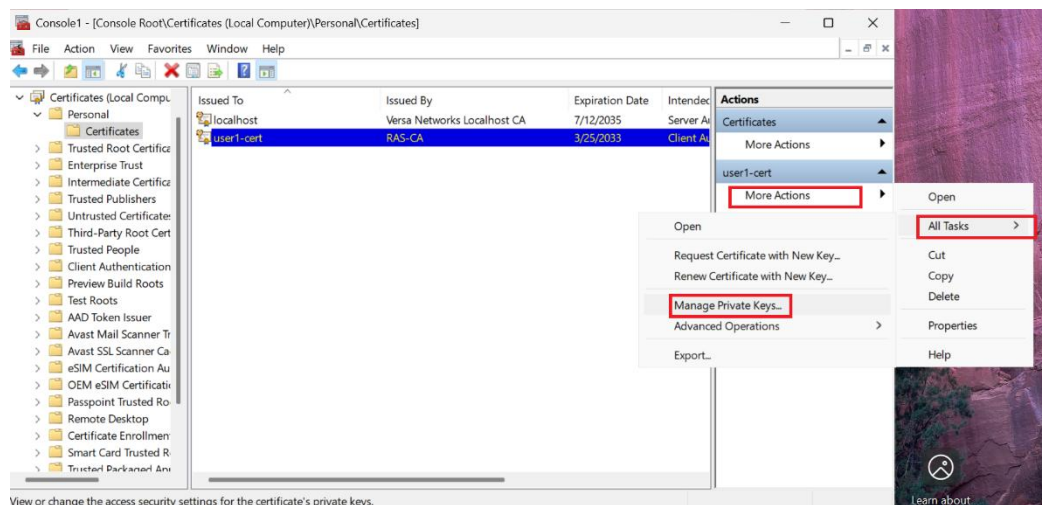 Console1 - [Console Root\Certificates (Local Computer)\Personal\Certificates]
File Action View Favorites Window Help
Certificates (Local Compu
Personal
Certificates
Trusted Root Certifica
Enterprise Trust
Intermediate Certifica
Trusted Publishers
Untrusted Certificates
Third-Party Root Cert
Trusted People
Client Authentication
Preview Build Roots
Test Roots
AAD Token Issuer
Avast Mail Scanner Tr
Avast SSL Scanner Ca
eSIM Certification Au
OEM eSIM Certificatio
Passpoint Trusted Ro
Remote Desktop
Certificate Enrollmen
Smart Card Trusted R
Trusted Packaged App
Issued To Issued By Expiration Date Intended
localhost Versa Networks Localhost CA 7/12/2035 Server Au
user1-cert RAS-CA 3/25/2033 Client Au
Actions
Certificates
More Actions
user1-cert
More Actions
Open
Request Certificate with New Key...
Renew Certificate with New Key...
Manage Private Keys...
Advanced Operations
Export...
Open
All Tasks
Cut
Copy
Delete
Properties
Help
View or change the access security settings for the certificate's private keys.
Learn about